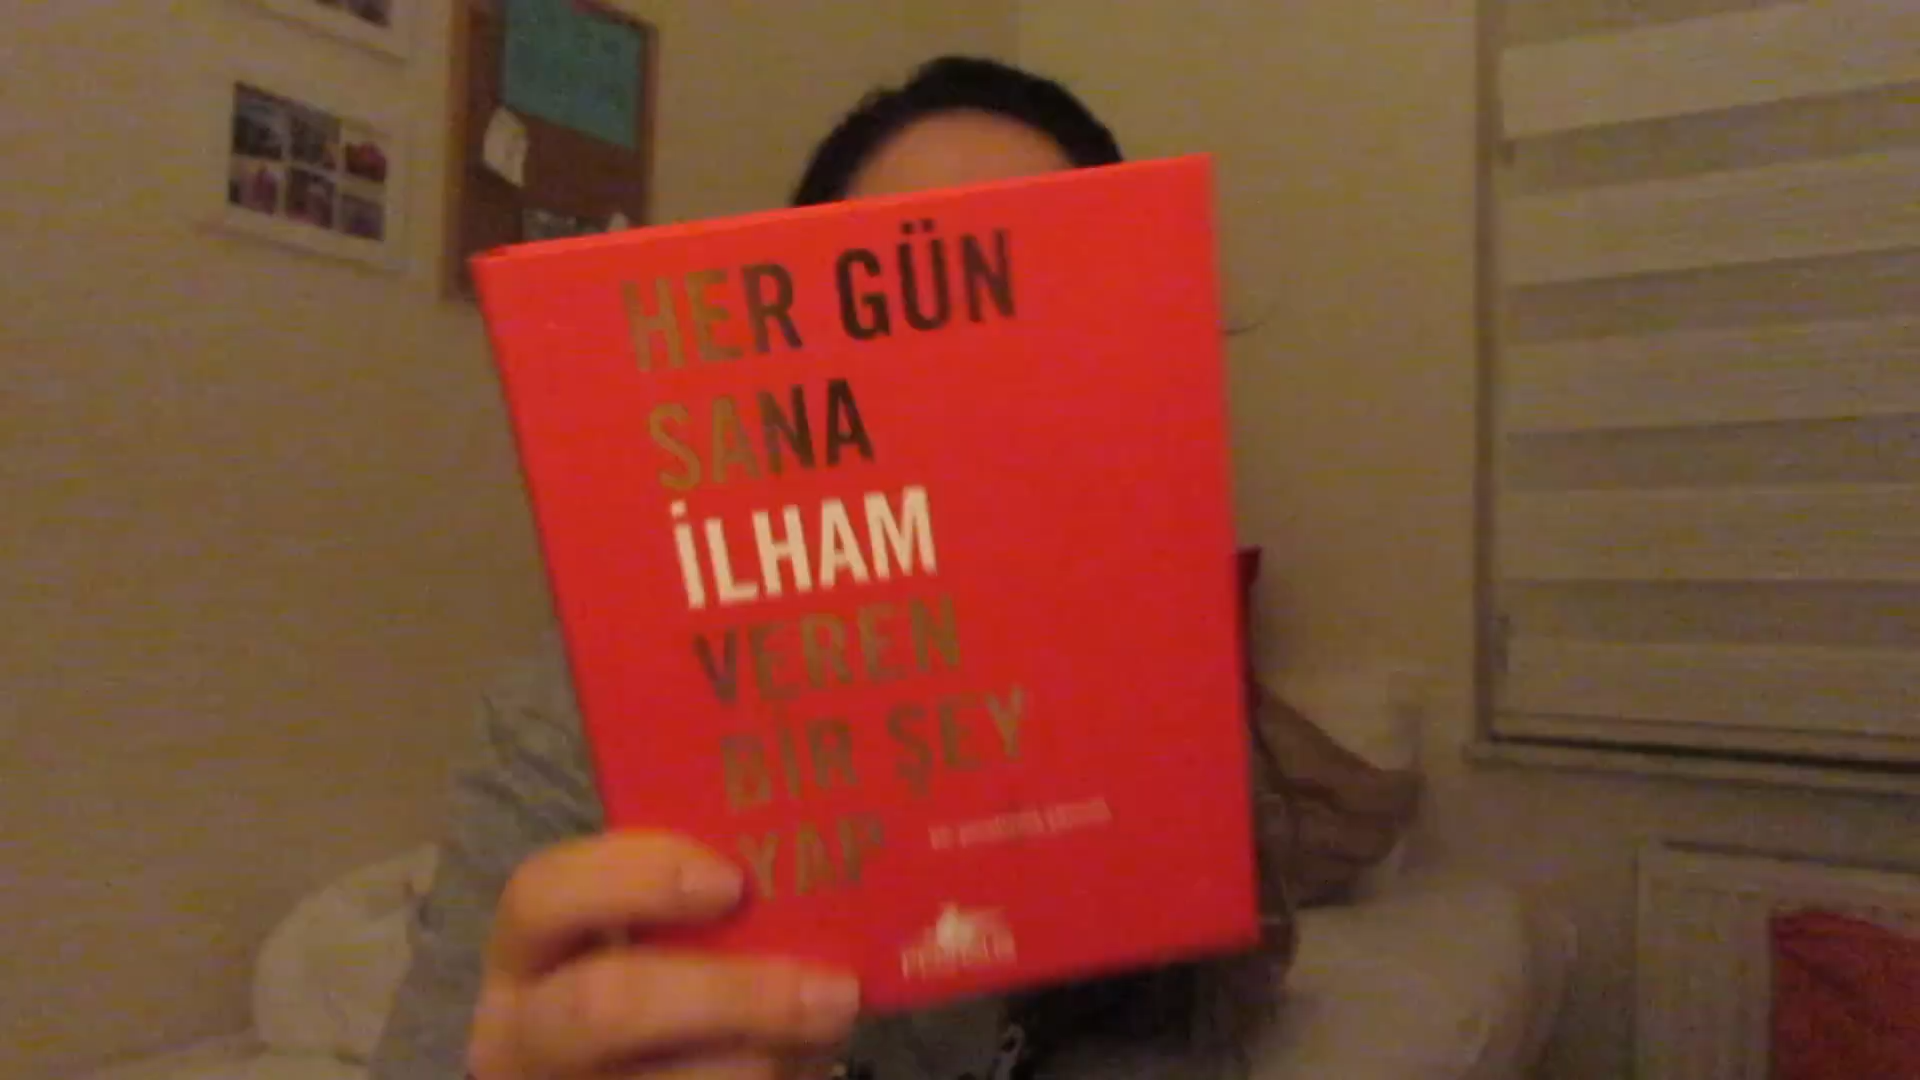 HER GÜN
SANA
İLHAM
VEREN
BİR ŞEY
YAP